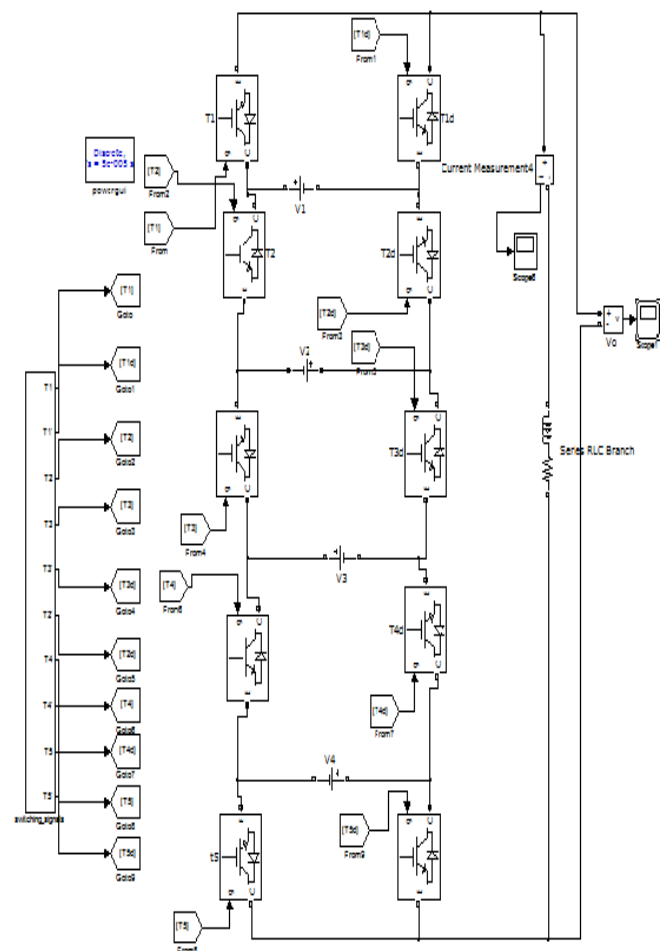 [T1d]
From1
E
C
T1
T1d
g
C
E
Discrete,
s = 5e-005 s
powergui
[T2]
From2
Current Measurement4
+
-
V1
[T1]
From
g
C
g
E
T2
T2d
Scope6
E
C
[T1]
Goto
[T2d]
From3
+
-
v
Vo
[T3d]
V2
T1
[T1d]
Goto1
E
g
C
T1'
[T2]
Goto2
T3d
Series RLC Branch
T2
g
C
E
[T3]
Goto3
[T3]
From4
T3
V3
T3'
[T3d]
Goto4
[T4]
From6
g
C
E
T2'
T4d
[T2d]
Goto5
E
g
C
T4
[T4]
Goto6
[T4d]
From7
T4'
[T4d]
Goto7
T5
V4
T5'
[T5]
Goto8
[T5d]
From9
E
g
C
switching_signals
t5
[T5d]
Goto9
g
C
E
[T5]